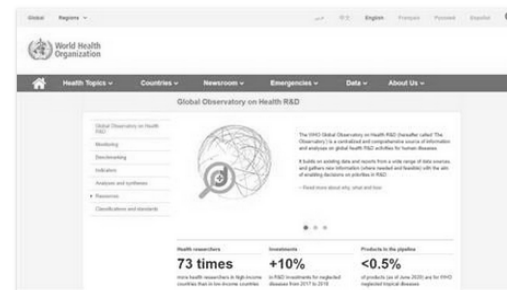 Global Regions
عربي 中文 English Français Русский Español
World Health
Organization
Health Topics Countries Newsroom Emergencies Data About Us
Global Observatory on Health R&D
Global Observatory on Health
R&D
Monitoring
Benchmarking
Indicators
Analyses and syntheses
Resources
Classifications and standards
The WHO Global Observatory on Health R&D (hereafter called 'The
Observatory') is a centralized and comprehensive source of information
and analyses on global health R&D activities for human diseases.
It builds on existing data and reports from a wide range of data sources,
and gathers new information (where needed and feasible) with the aim
of enabling decisions on priorities in R&D.
– Read more about why, what and how
Health researchers
73 times
more health researchers in high income
countries than in low income countries
Investments
+10%
in R&D investments for neglected
diseases from 2017 to 2018
Products in the pipeline
<0.5%
of products (as of June 2020) are for WHO
neglected tropical diseases